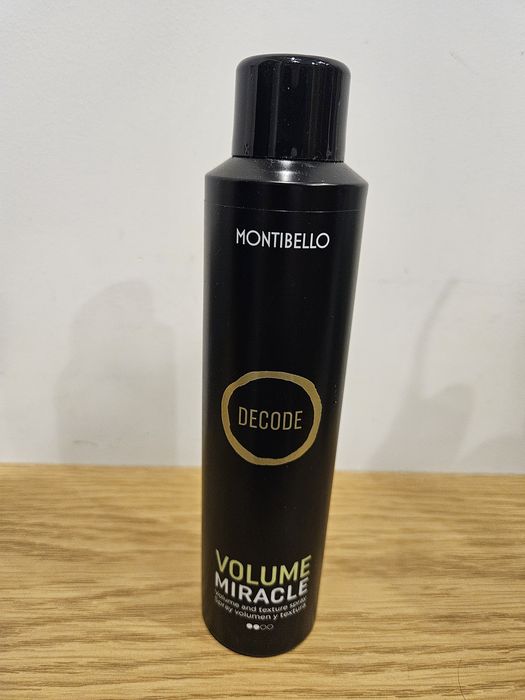 MONTIBELLO
DECODE
VOLUME
MIRACLE
Volume and texture spray
Spray volumen y textura